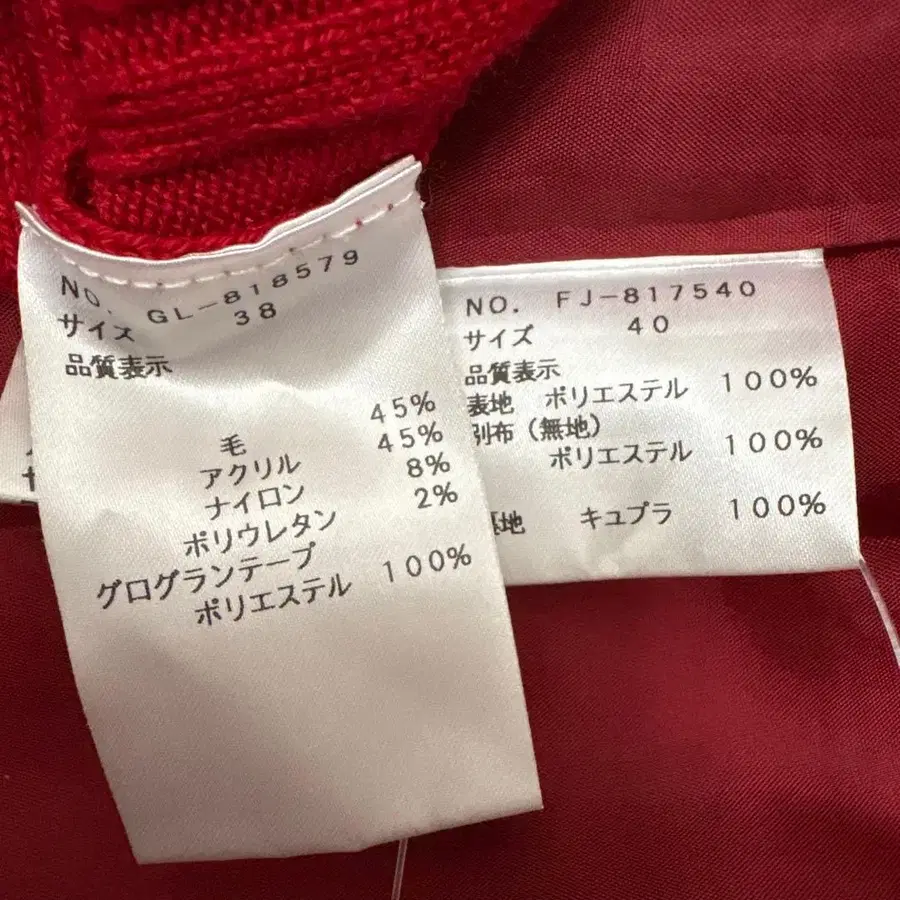 NO. GL-818579
サイズ 38
品質表示
毛 45%
アクリル 45%
ナイロン 8%
ポリウレタン 2%
グログランテープ
ポリエステル 100%
NO. FJ-817540
サイズ 40
品質表示
表地 ポリエステル 100%
別布(無地)
ポリエステル 100%
裏地 キュプラ 100%